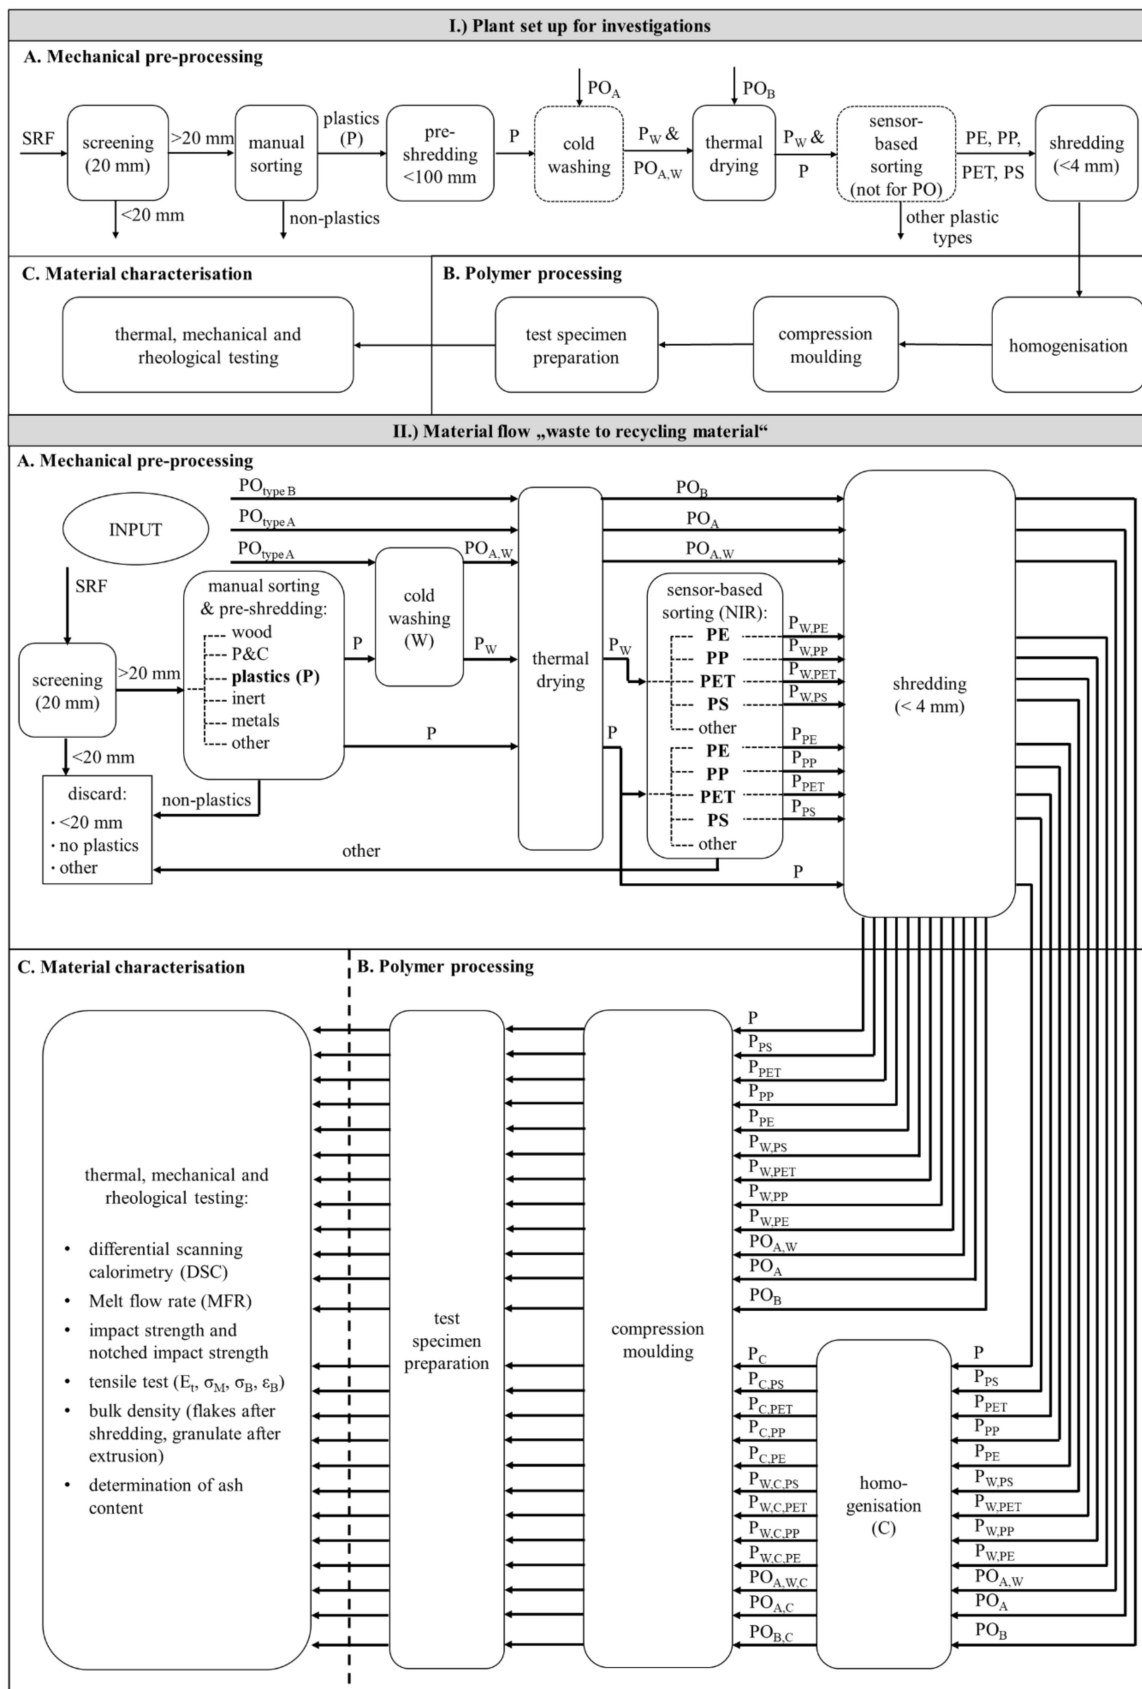 I.) Plant set up for investigations
A. Mechanical pre-processing
SRF
screening
(20 mm)
>20 mm
<20 mm
manual
sorting
non-plastics
plastics
(P)
pre-
shredding
<100 mm
P
PO_A
cold
washing
P_W &
PO_A,W
PO_B
thermal
drying
P_W &
P
sensor-
based
sorting
(not for PO)
other plastic
types
PE, PP,
PET, PS
shredding
(<4 mm)
C. Material characterisation
thermal, mechanical and
rheological testing
B. Polymer processing
test specimen
preparation
compression
moulding
homogenisation
II.) Material flow „waste to recycling material“
A. Mechanical pre-processing
INPUT
SRF
screening
(20 mm)
>20 mm
<20 mm
discard:
· <20 mm
· no plastics
· other
PO_type B
PO_type A
PO_type A
manual sorting
& pre-shredding:
wood
P&C
plastics (P)
inert
metals
other
non-plastics
other
P
P
cold
washing
(W)
PO_A,W
P_W
thermal
drying
PO_B
PO_A
PO_A,W
P_W
P
sensor-based
sorting (NIR):
PE
PP
PET
PS
other
PE
PP
PET
PS
other
P_W,PE
P_W,PP
P_W,PET
P_W,PS
P_PE
P_PP
P_PET
P_PS
P
shredding
(< 4 mm)
C. Material characterisation
thermal, mechanical and
rheological testing:
• differential scanning
calorimetry (DSC)
• Melt flow rate (MFR)
• impact strength and
notched impact strength
• tensile test (E_t, σ_M, σ_B, ε_B)
• bulk density (flakes after
shredding, granulate after
extrusion)
• determination of ash
content
B. Polymer processing
test
specimen
preparation
compression
moulding
P
P_PS
P_PET
P_PP
P_PE
P_W,PS
P_W,PET
P_W,PP
P_W,PE
PO_A,W
PO_A
PO_B
P_C
P_C,PS
P_C,PET
P_C,PP
P_C,PE
P_W,C,PS
P_W,C,PET
P_W,C,PP
P_W,C,PE
PO_A,W,C
PO_A,C
PO_B,C
homo-
genisation
(C)
P
P_PS
P_PET
P_PP
P_PE
P_W,PS
P_W,PET
P_W,PP
P_W,PE
PO_A,W
PO_A
PO_B